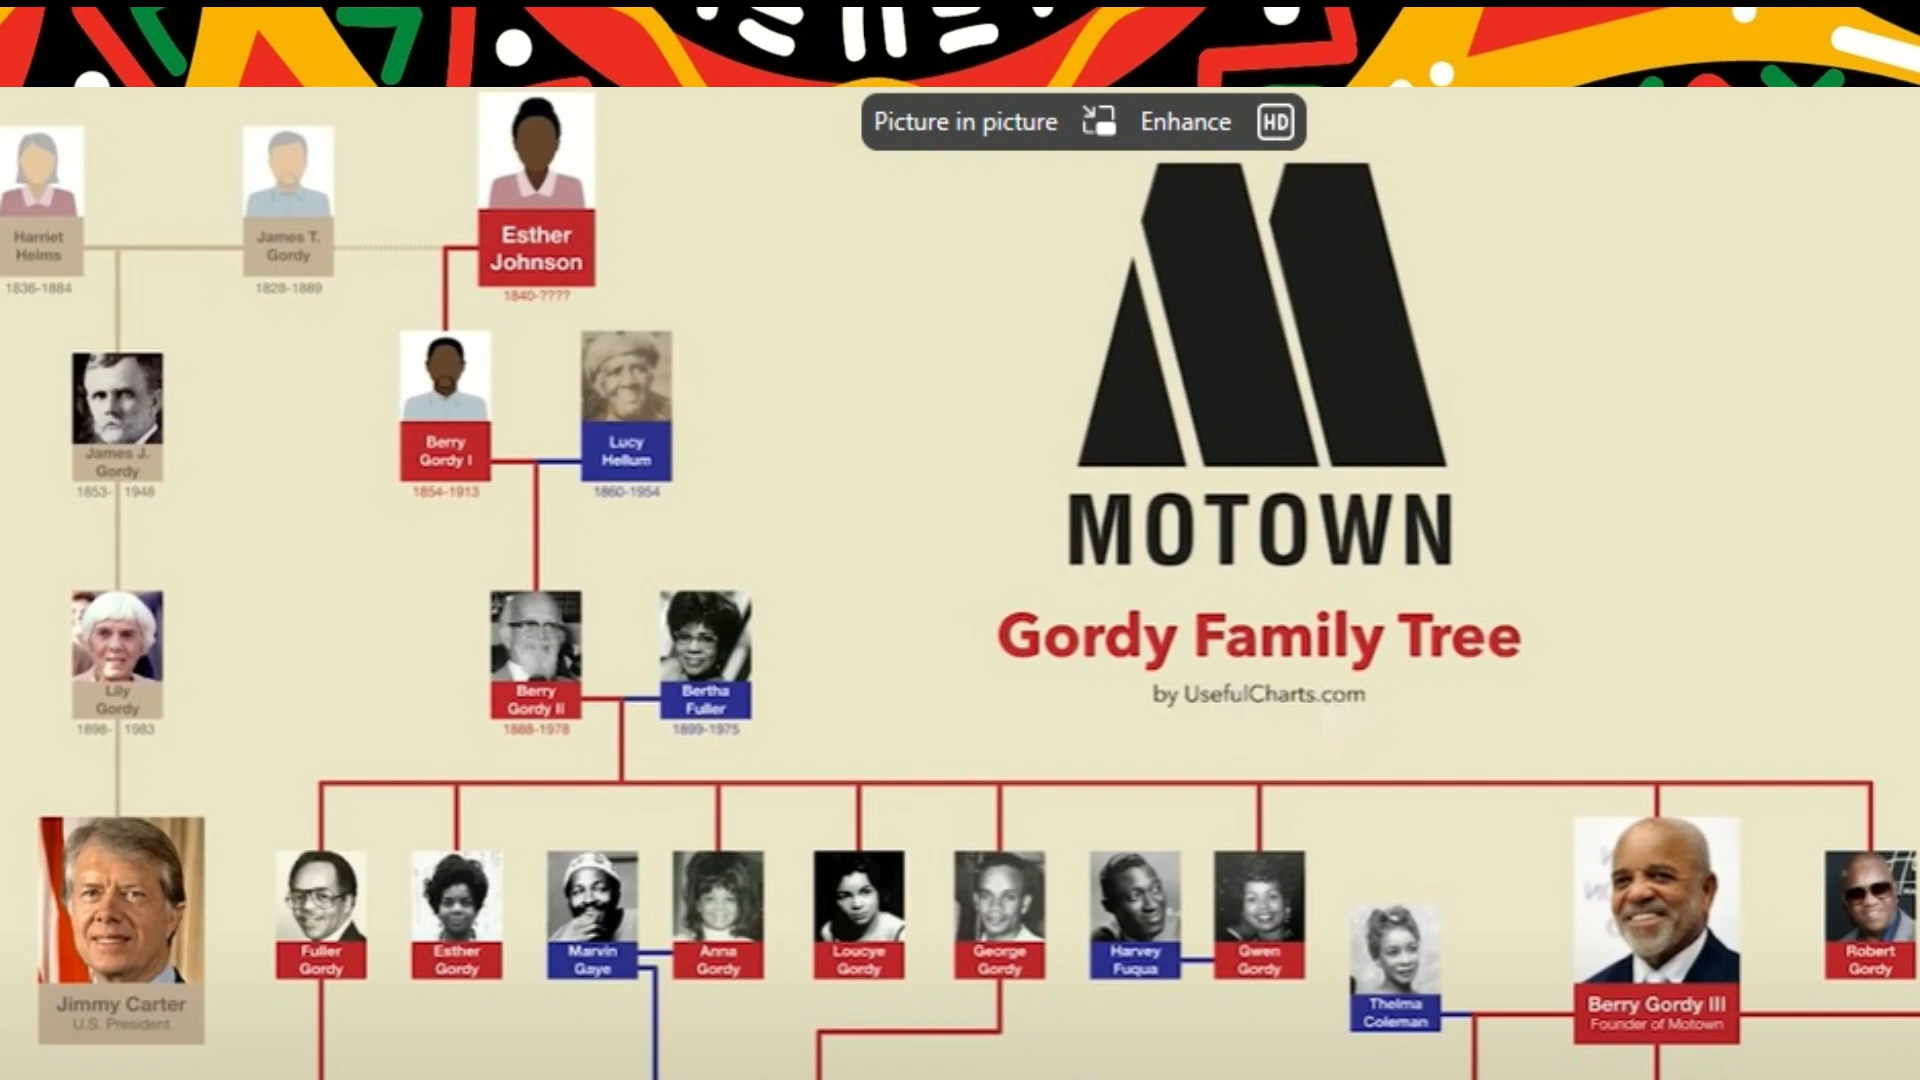 Picture in picture
Enhance
HD
Harriet
Helms
1836-1884
James T.
Gordy
1828-1889
Esther
Johnson
1840-????
MOTOWN
Gordy Family Tree
by UsefulCharts.com
James J.
Gordy
1853- 1948
Berry
Gordy I
1854-1913
Lucy
Hellum
1860-1954
Lily
Gordy
1898- 1983
Berry
Gordy II
1888-1978
Bertha
Fuller
1899-1975
Jimmy Carter
U.S. President
Fuller
Gordy
Esther
Gordy
Marvin
Gaye
Anna
Gordy
Loucye
Gordy
George
Gordy
Harvey
Fuqua
Gwen
Gordy
Thelma
Coleman
Berry Gordy III
Founder of Motown
Robert
Gordy